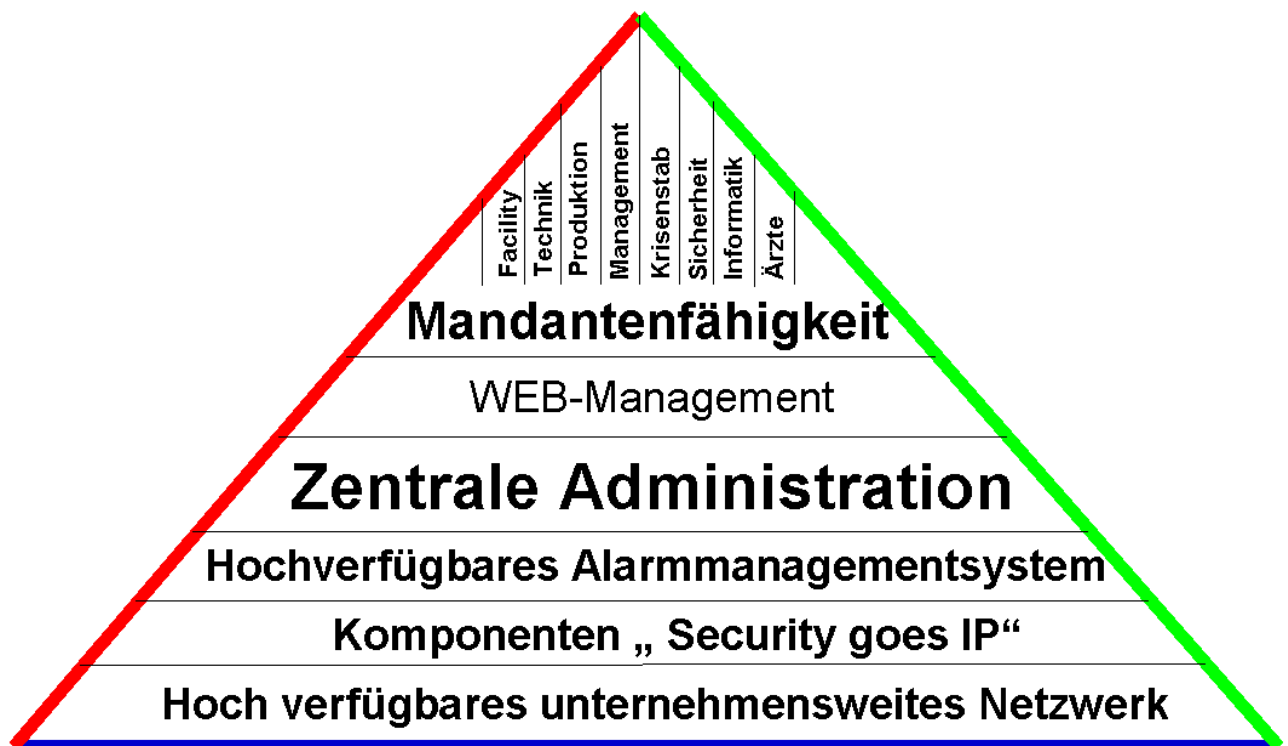 Facility
Technik
Produktion
Management
Krisenstab
Sicherheit
Informatik
Ärzte
Mandantenfähigkeit
WEB-Management
Zentrale Administration
Hochverfügbares Alarmmanagementsystem
Komponenten „ Security goes IP“
Hoch verfügbares unternehmensweites Netzwerk